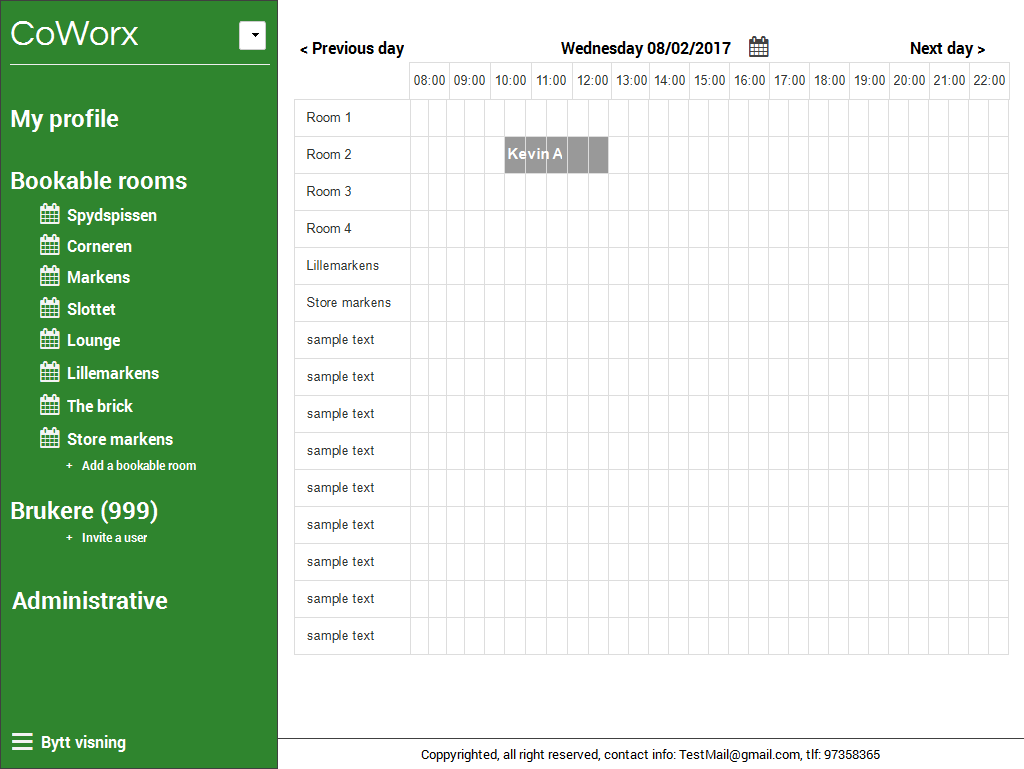 CoWorx
My profile
Bookable rooms
Spydspissen
Corneren
Markens
Slottet
Lounge
Lillemarkens
The brick
Store markens
+ Add a bookable room
Brukere (999)
+ Invite a user
Administrative
Bytt visning
< Previous day Wednesday 08/02/2017 Next day >
08:00 09:00 10:00 11:00 12:00 13:00 14:00 15:00 16:00 17:00 18:00 19:00 20:00 21:00 22:00
Room 1
Room 2 Kevin A
Room 3
Room 4
Lillemarkens
Store markens
sample text
sample text
sample text
sample text
sample text
sample text
sample text
sample text
sample text
Coppyrighted, all right reserved, contact info: TestMail@gmail.com, tlf: 97358365